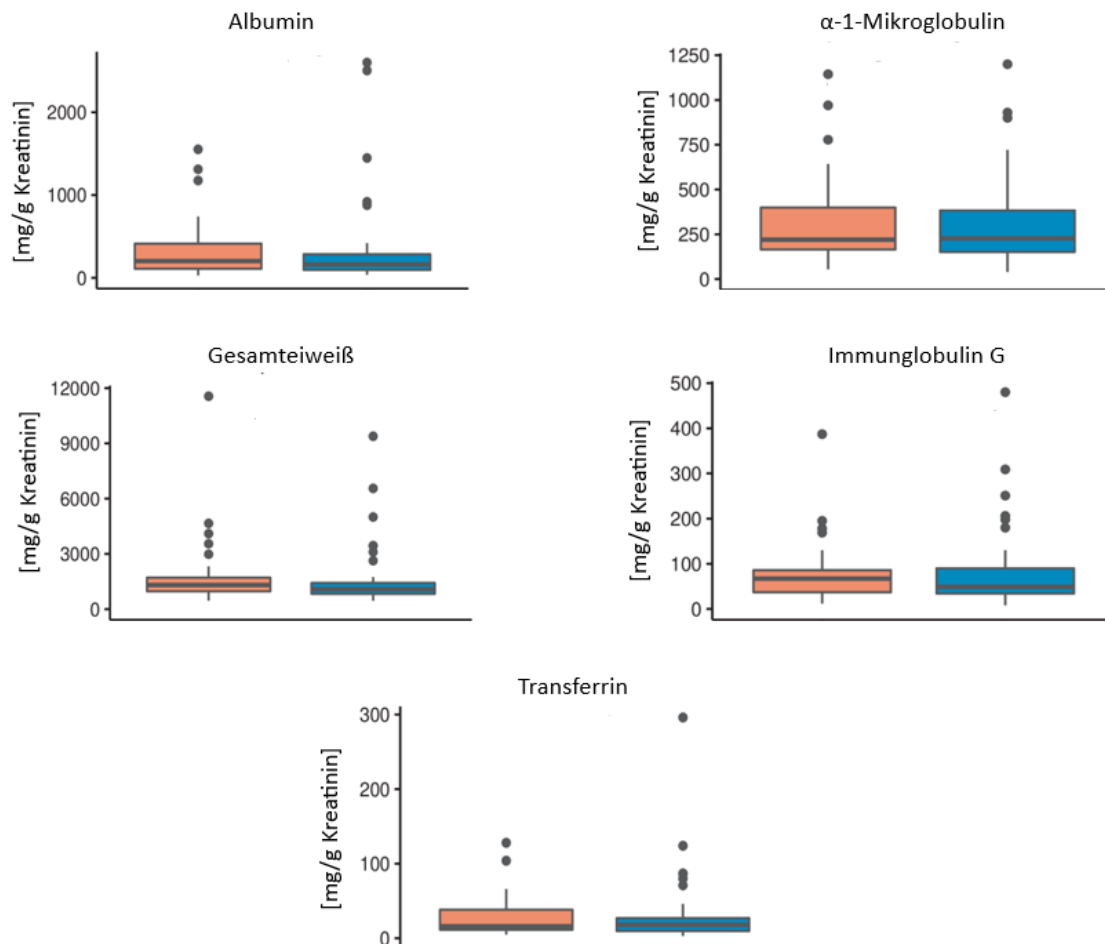 Albumin
[mg/g Kreatinin]
2000
1000
0
α-1-Mikroglobulin
[mg/g Kreatinin]
1250
1000
750
500
250
0
Gesamteiweiß
[mg/g Kreatinin]
12000
9000
6000
3000
0
Immunglobulin G
[mg/g Kreatinin]
500
400
300
200
100
0
Transferrin
[mg/g Kreatinin]
300
200
100
0